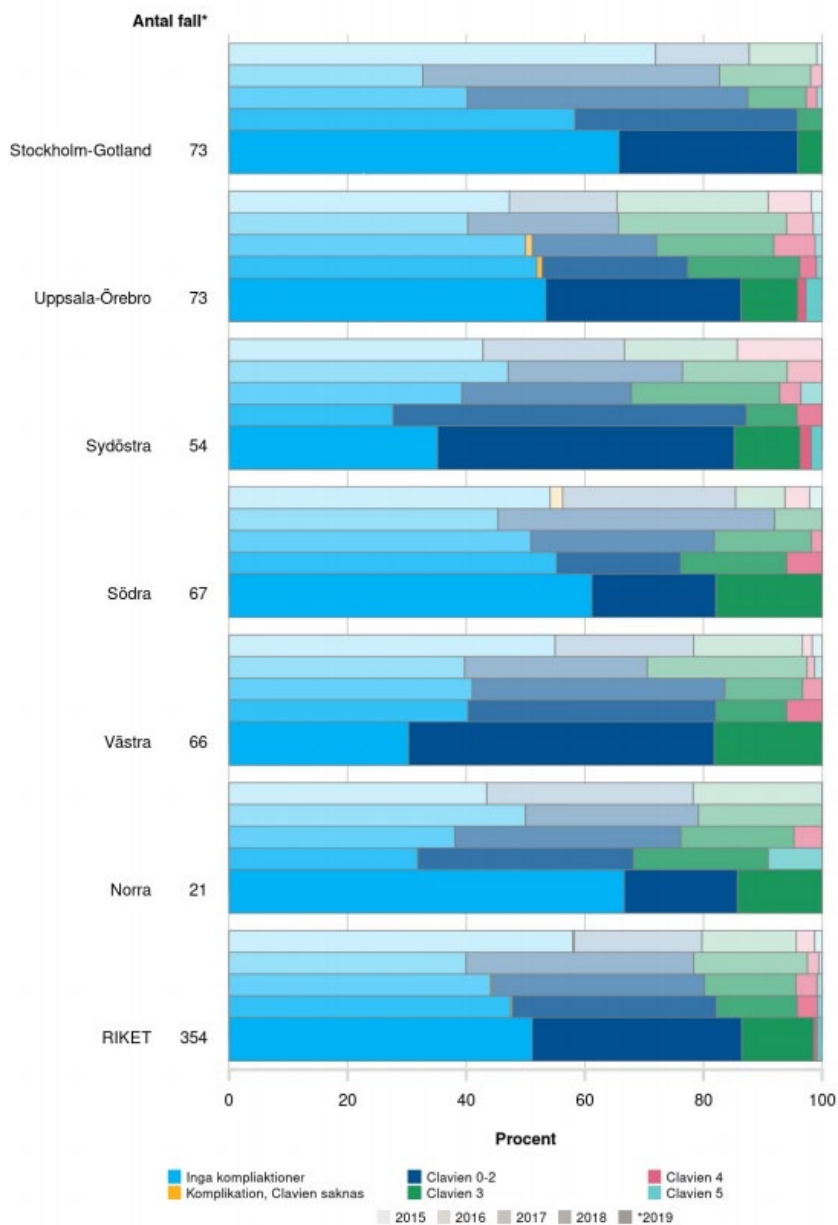 Antal fall*
Stockholm-Gotland 73
Uppsala-Örebro 73
Sydöstra 54
Södra 67
Västra 66
Norra 21
RIKET 354
0 20 40 60 80 100
Procent
Inga kompliaktioner Clavien 0-2 Clavien 4
Komplikation, Clavien saknas Clavien 3 Clavien 5
2015 2016 2017 2018 *2019